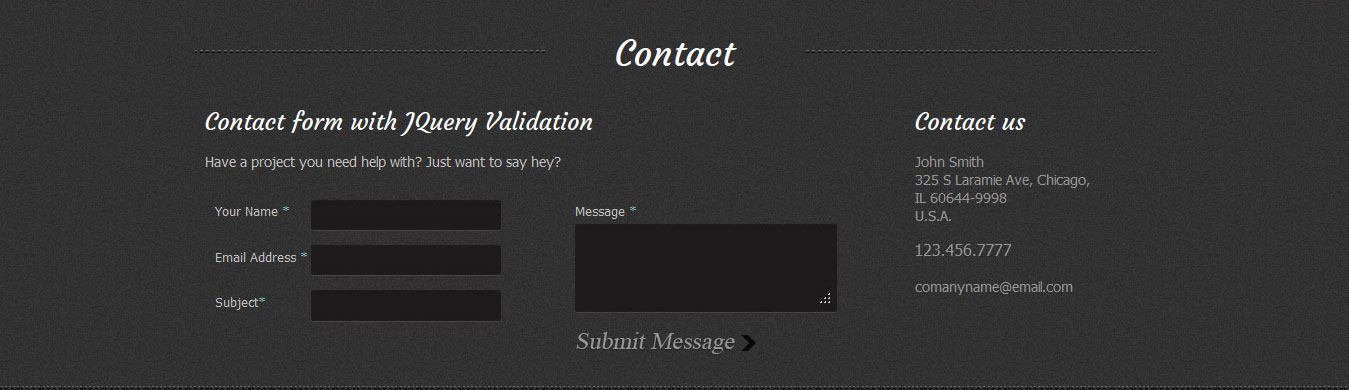 Contact
Contact form with JQuery Validation
Have a project you need help with? Just want to say hey?
Your Name *
Email Address *
Subject*
Message *
Submit Message
Contact us
John Smith
325 S Laramie Ave, Chicago,
IL 60644-9998
U.S.A.
123.456.7777
comanyname@email.com